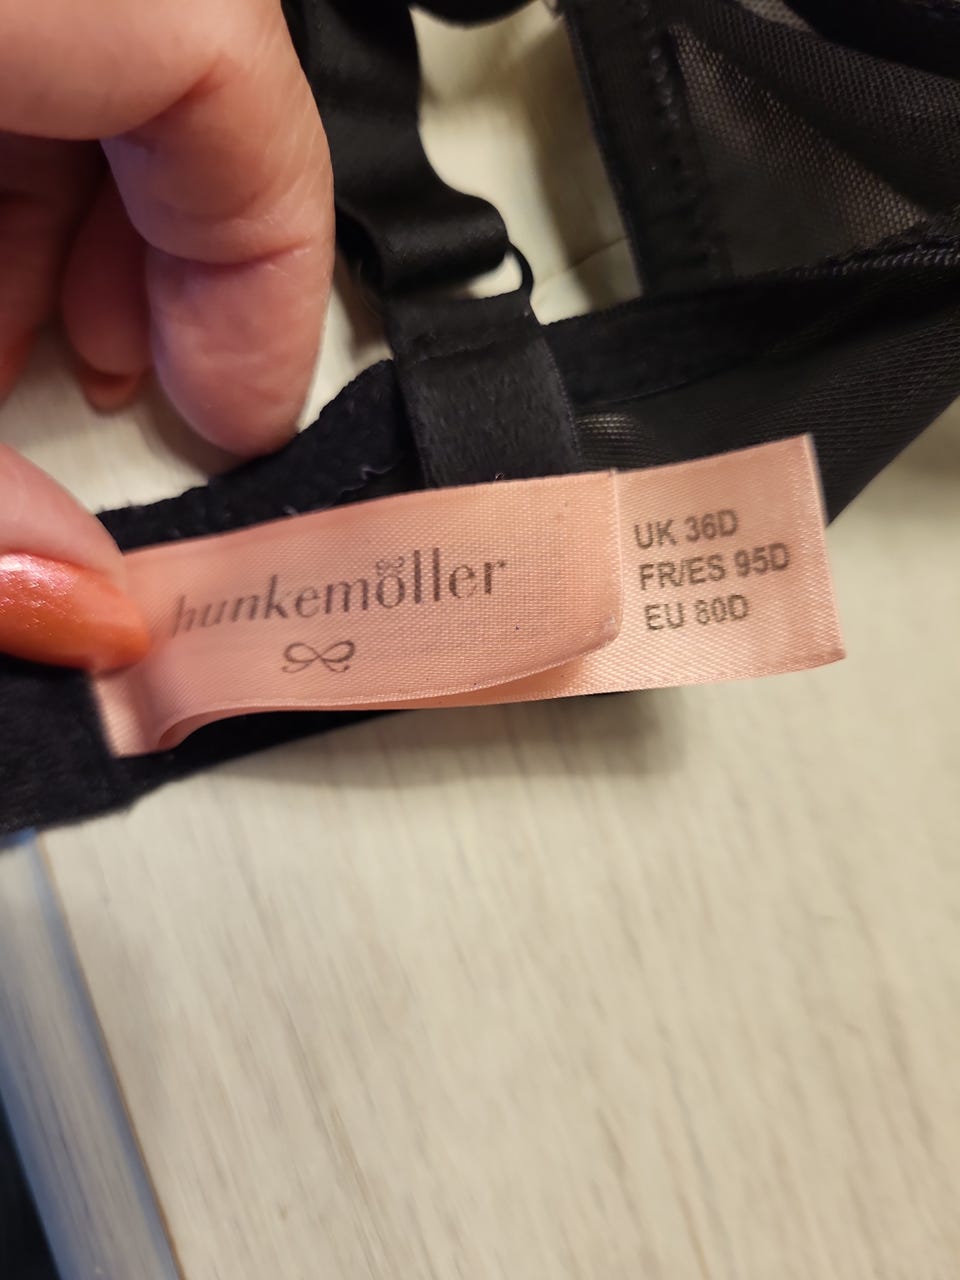 hunkemöller
UK 36D
FR/ES 95D
EU 80D